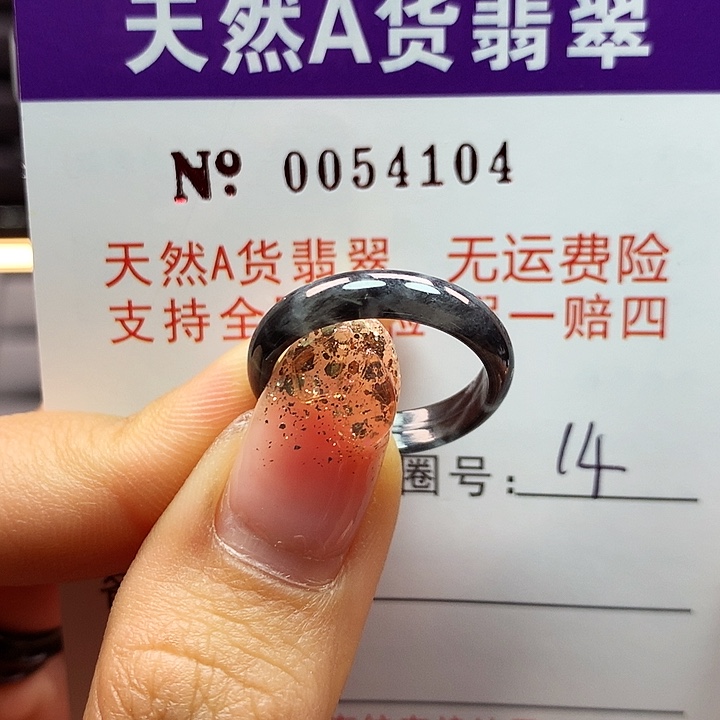 天然A货翡翠
No. 0054104
天然A货翡翠 无运费险
支持全 一赔四
圈号: 14